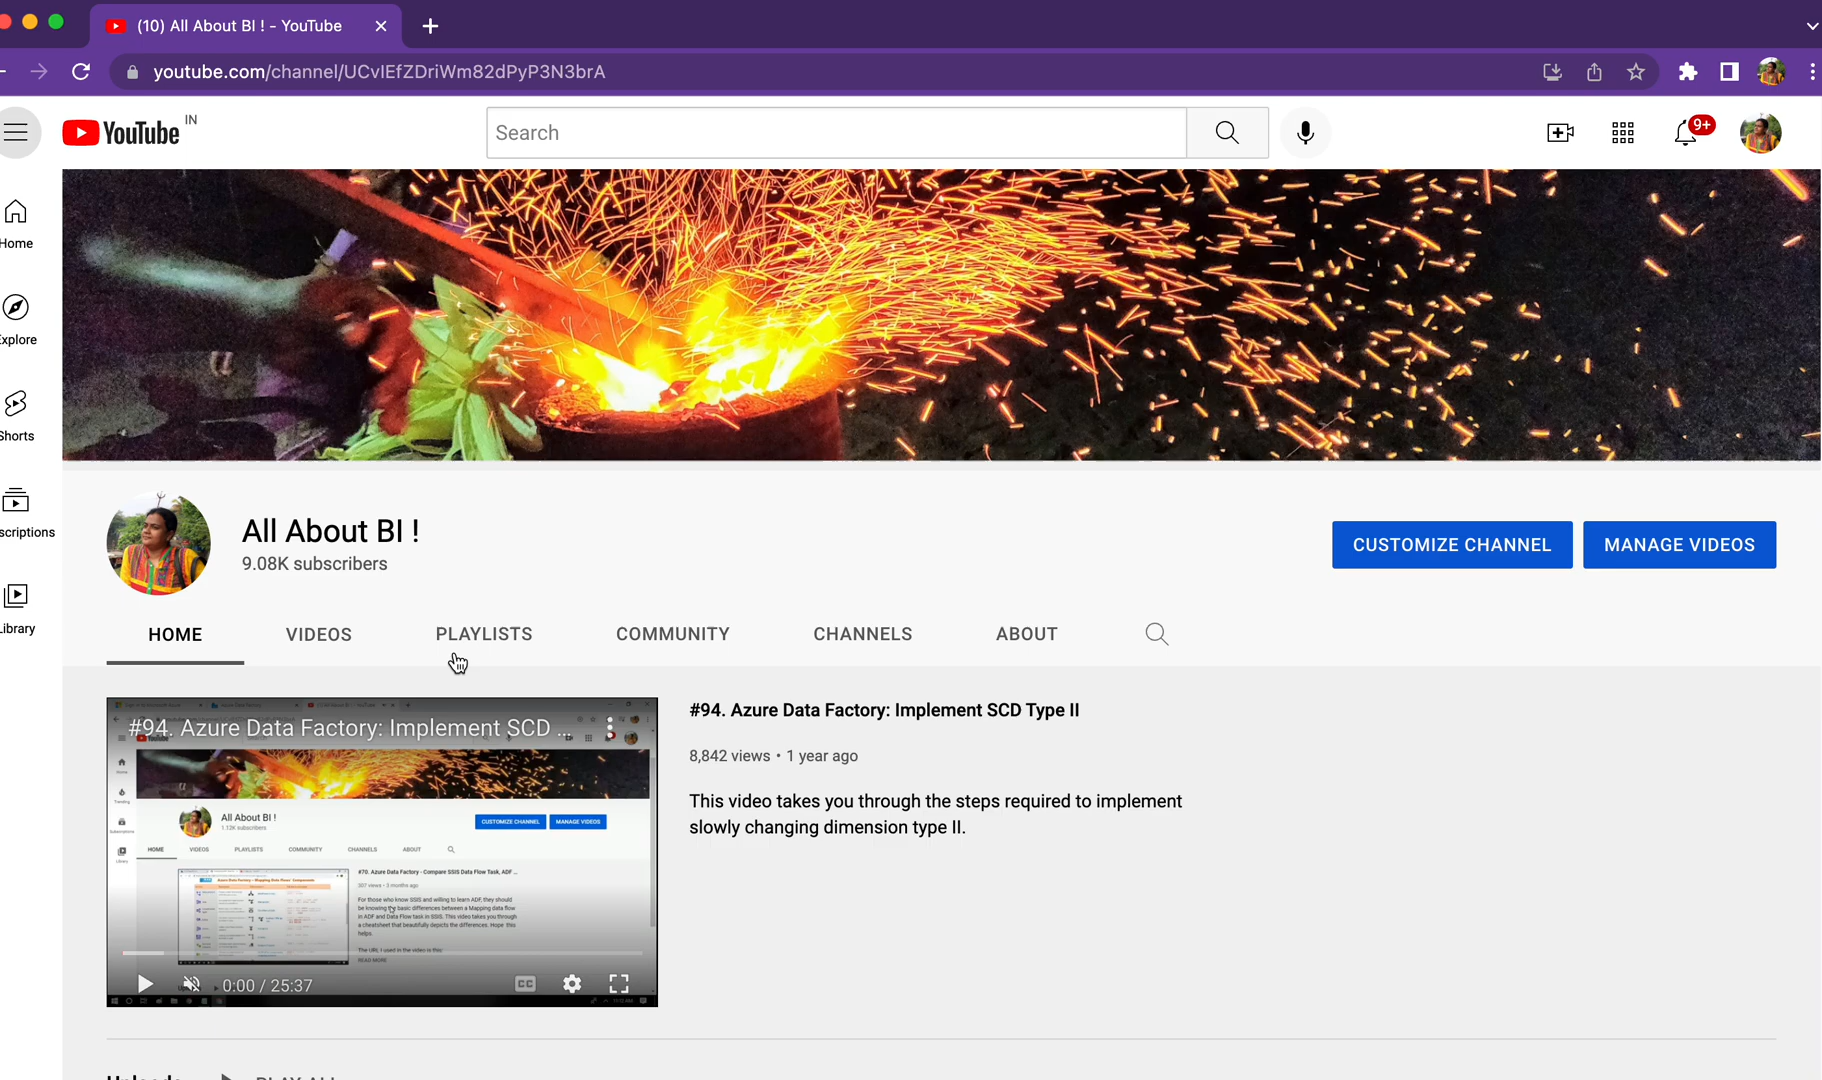 (10) All About BI ! - YouTube
youtube.com/channel/UCvIEfZDriWm82dPyP3N3brA
YouTube IN
Search
9+
Home
Explore
Shorts
scriptions
Library
All About BI !
9.08K subscribers
CUSTOMIZE CHANNEL
MANAGE VIDEOS
HOME
VIDEOS
PLAYLISTS
COMMUNITY
CHANNELS
ABOUT
#94. Azure Data Factory: Implement SCD ...
All About BI !
1.12K subscribers
CUSTOMIZE CHANNEL
MANAGE VIDEOS
HOME
VIDEOS
PLAYLISTS
COMMUNITY
CHANNELS
ABOUT
#70. Azure Data Factory - Compare SSIS Data Flow Task, ADF ...
307 views • 3 months ago
For those who know SSIS and willing to learn ADF, they should
be knowing basic differences between a Mapping data flow
in ADF and Data Flow task in SSIS. This video takes you through
a cheatsheet that beautifully depicts the differences. Hope this
helps.
The URL I used in the video is this:
READ MORE
0:00 / 25:37
CC
#94. Azure Data Factory: Implement SCD Type II
8,842 views • 1 year ago
This video takes you through the steps required to implement
slowly changing dimension type II.
Uploads
PLAY ALL